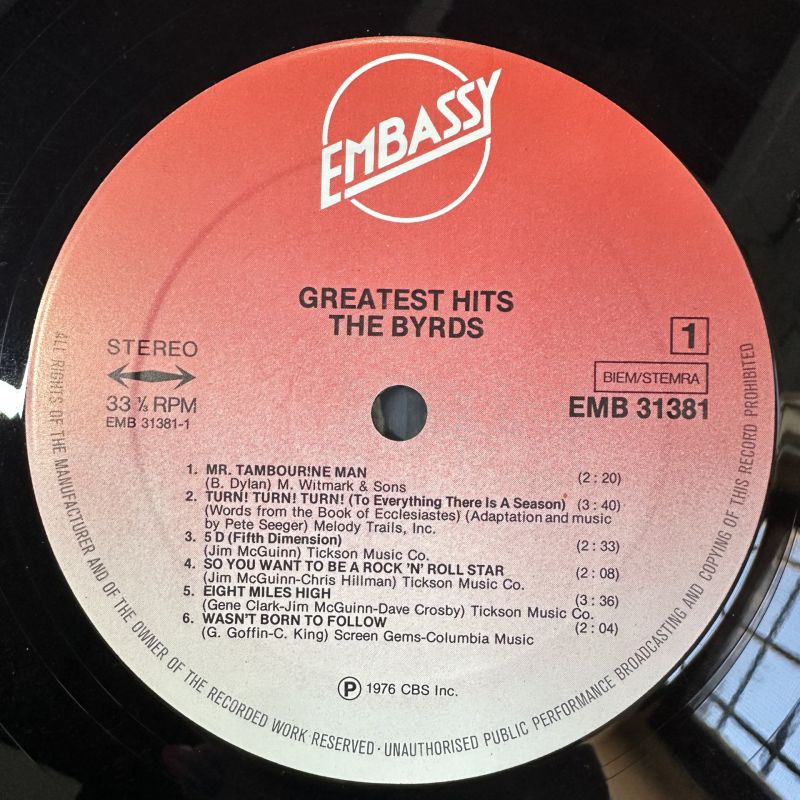 EMBASSY
GREATEST HITS
THE BYRDS
STEREO
33 ⅓ RPM
EMB 31381-1
1
BIEM/STEMRA
EMB 31381
1. MR. TAMBOUR!NE MAN (2 : 20)
(B. Dylan) M. Witmark & Sons
2. TURN! TURN! TURN! (To Everything There Is A Season) (3 : 40)
(Words from the Book of Ecclesiastes) (Adaptation and music
by Pete Seeger) Melody Trails, Inc.
3. 5 D (Fifth Dimension) (2 : 33)
(Jim McGuinn) Tickson Music Co.
4. SO YOU WANT TO BE A ROCK 'N' ROLL STAR (2 : 08)
(Jim McGuinn-Chris Hillman) Tickson Music Co.
5. EIGHT MILES HIGH (3 : 36)
(Gene Clark-Jim McGuinn-Dave Crosby) Tickson Music Co.
6. WASN'T BORN TO FOLLOW (2 : 04)
(G. Goffin-C. King) Screen Gems-Columbia Music
℗ 1976 CBS Inc.
ALL RIGHTS OF THE MANUFACTURER AND OF THE OWNER OF THE RECORDED WORK RESERVED · UNAUTHORISED PUBLIC PERFORMANCE BROADCASTING AND COPYING OF THIS RECORD PROHIBITED